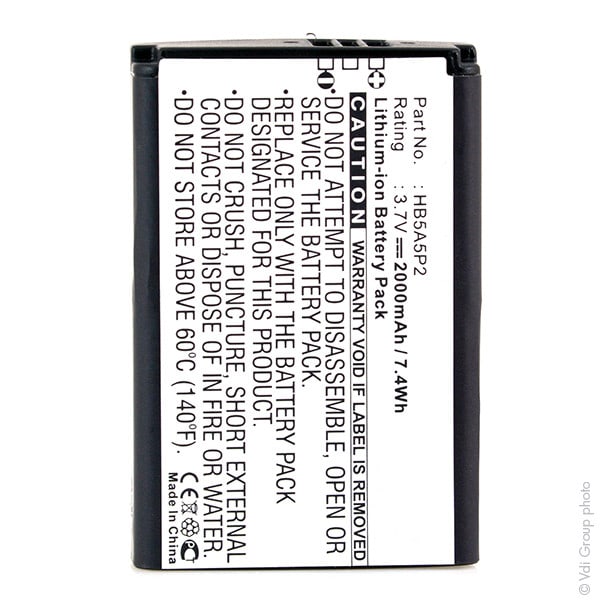 Part No. : HB5A5P2
Rating : 3.7V 2000mAh / 7.4Wh
Lithium-ion Battery Pack
CAUTION WARRANTY VOID IF LABEL IS REMOVED
•DO NOT ATTEMPT TO DISASSEMBLE, OPEN OR
SERVICE THE BATTERY PACK.
•REPLACE ONLY WITH THE BATTERY PACK
DESIGNATED FOR THIS PRODUCT.
•DO NOT CRUSH, PUNCTURE, SHORT EXTERNAL
CONTACTS OR DISPOSE OF IN FIRE OR WATER.
•DO NOT STORE ABOVE 60°C (140°F)
CE
Made In China
© Vdi Group photo